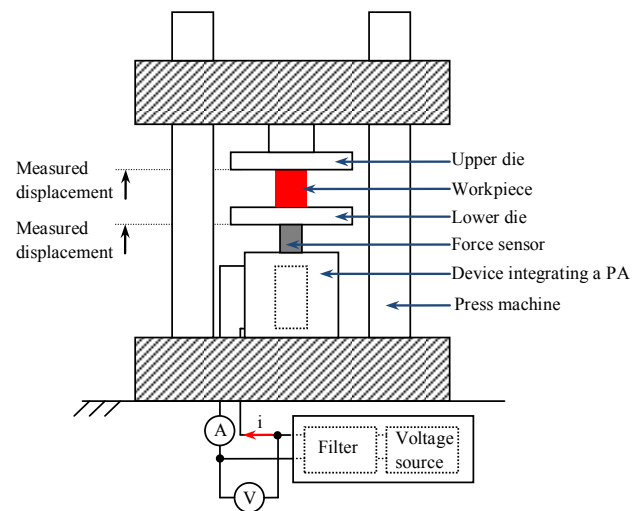 Measured
displacement
Measured
displacement
Upper die
Workpiece
Lower die
Force sensor
Device integrating a PA
Press machine
A
i
V
Filter
Voltage
source